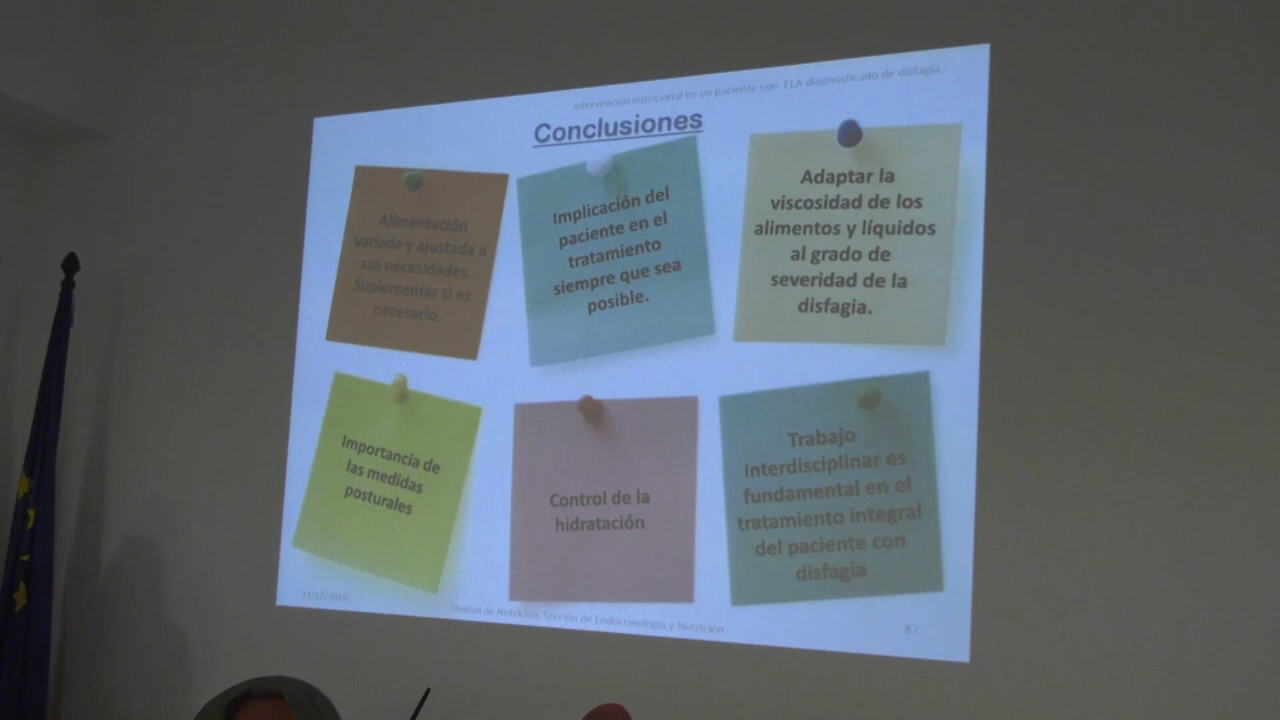 Intervención nutricional en un paciente con ELA diagnosticado de disfagia.
Conclusiones
Alimentación
variada y ajustada a
sus necesidades.
Suplementar si es
necesario.
Implicación del
paciente en el
tratamiento
siempre que sea
posible.
Adaptar la
viscosidad de los
alimentos y líquidos
al grado de
severidad de la
disfagia.
Importancia de
las medidas
posturales
Control de la
hidratación
Trabajo
interdisciplinar es
fundamental en el
tratamiento integral
del paciente con
disfagia
Unidad de Nutrición. Sección de Endocrinología y Nutrición